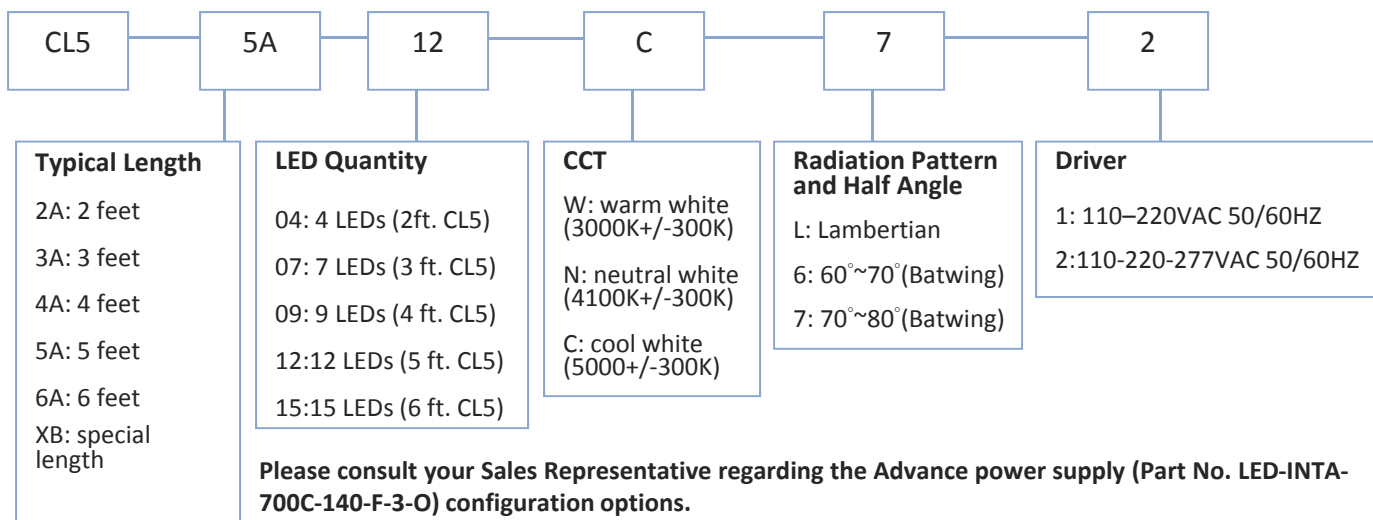 CL5 5A 12 C 7 2
Typical Length
2A: 2 feet
3A: 3 feet
4A: 4 feet
5A: 5 feet
6A: 6 feet
XB: special
length
LED Quantity
04: 4 LEDs (2ft. CL5)
07: 7 LEDs (3 ft. CL5)
09: 9 LEDs (4 ft. CL5)
12:12 LEDs (5 ft. CL5)
15:15 LEDs (6 ft. CL5)
CCT
W: warm white
(3000K+/-300K)
N: neutral white
(4100K+/-300K)
C: cool white
(5000+/-300K)
Radiation Pattern
and Half Angle
L: Lambertian
6: 60°~70°(Batwing)
7: 70°~80°(Batwing)
Driver
1: 110–220VAC 50/60HZ
2:110-220-277VAC 50/60HZ
Please consult your Sales Representative regarding the Advance power supply (Part No. LED-INTA-
700C-140-F-3-O) configuration options.